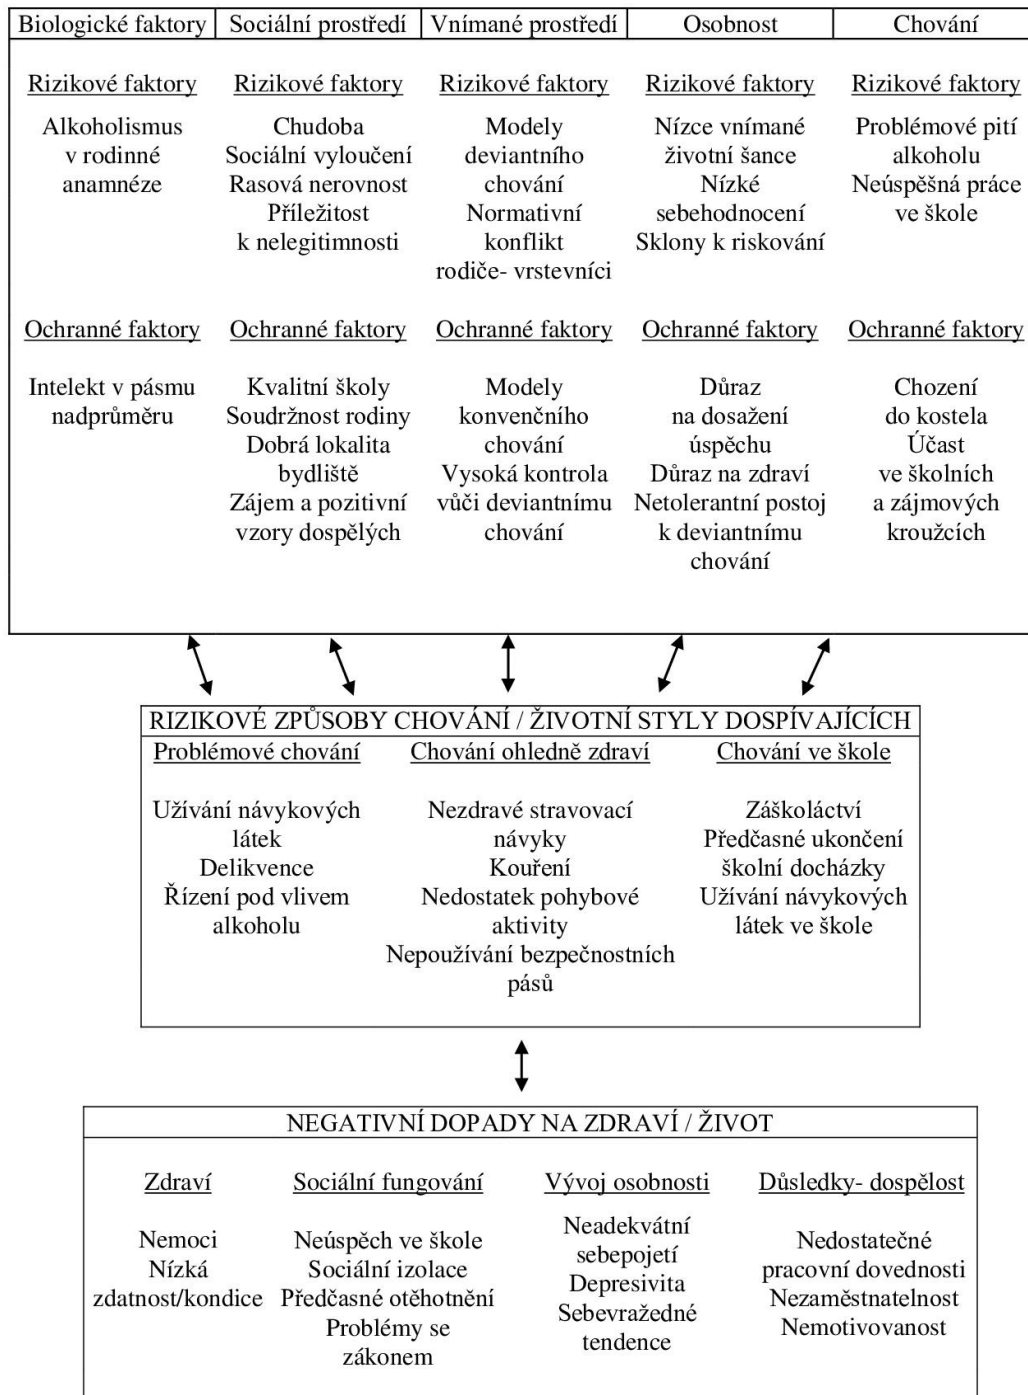 Biologické faktory
Sociální prostředí
Vnímané prostředí
Osobnost
Chování
Rizikové faktory
Alkoholismus
v rodinné
anamnéze
Rizikové faktory
Chudoba
Sociální vyloučení
Rasová nerovnost
Příležitost
k nelegitimnosti
Rizikové faktory
Modely
deviantního
chování
Normativní
konflikt
rodiče- vrstevníci
Rizikové faktory
Nízce vnímané
životní šance
Nízké
sebehodnocení
Sklony k riskování
Rizikové faktory
Problémové pití
alkoholu
Neúspěšná práce
ve škole
Ochranné faktory
Intelekt v pásmu
nadprůměru
Ochranné faktory
Kvalitní školy
Soudržnost rodiny
Dobrá lokalita
bydliště
Zájem a pozitivní
vzory dospělých
Ochranné faktory
Modely
konvenčního
chování
Vysoká kontrola
vůči deviantnímu
chování
Ochranné faktory
Důraz
na dosažení
úspěchu
Důraz na zdraví
Netolerantní postoj
k deviantnímu
chování
Ochranné faktory
Chození
do kostela
Účast
ve školních
a zájmových
kroužcích
RIZIKOVÉ ZPŮSOBY CHOVÁNÍ / ŽIVOTNÍ STYLY DOSPÍVAJÍCÍCH
Problémové chování
Užívání návykových
látek
Delikvence
Řízení pod vlivem
alkoholu
Chování ohledně zdraví
Nezdravé stravovací
návyky
Kouření
Nedostatek pohybové
aktivity
Nepoužívání bezpečnostních
pásů
Chování ve škole
Záškoláctví
Předčasné ukončení
školní docházky
Užívání návykových
látek ve škole
NEGATIVNÍ DOPADY NA ZDRAVÍ / ŽIVOT
Zdraví
Nemoci
Nízká
zdatnost/kondice
Sociální fungování
Neúspěch ve škole
Sociální izolace
Předčasné otěhotnění
Problémy se
zákonem
Vývoj osobnosti
Neadekvátní
sebepojetí
Depresivita
Sebevražedné
tendence
Důsledky- dospělost
Nedostatečné
pracovní dovednosti
Nezaměstnatelnost
Nemotivovanost